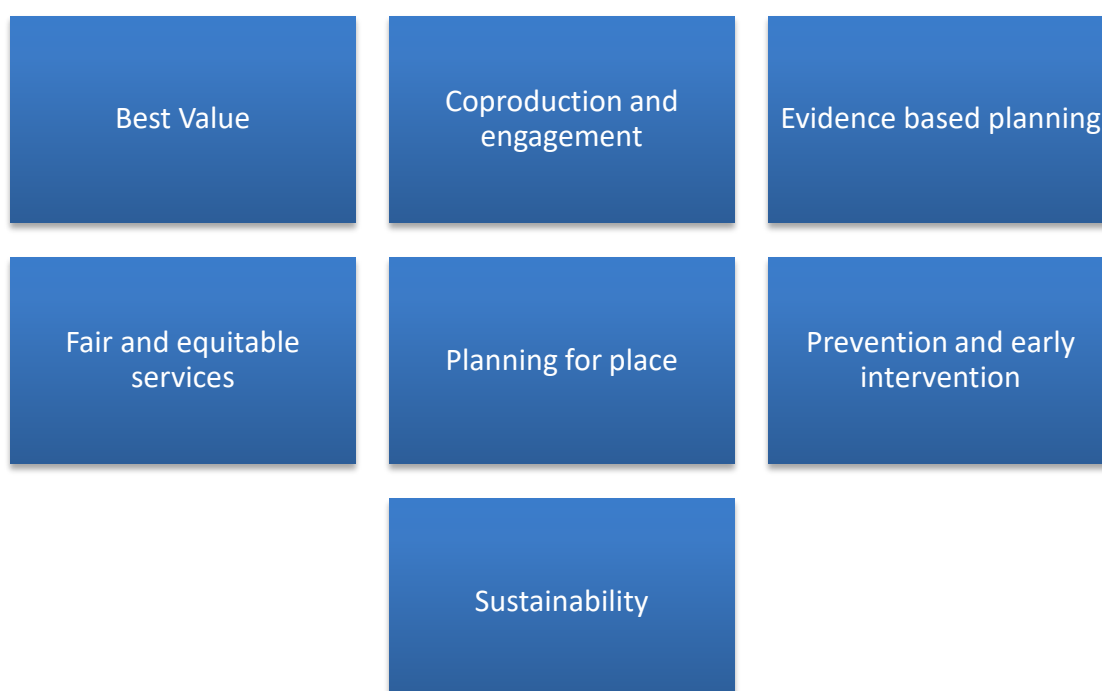 Best Value
Coproduction and
engagement
Evidence based planning
Fair and equitable
services
Planning for place
Prevention and early
intervention
Sustainability